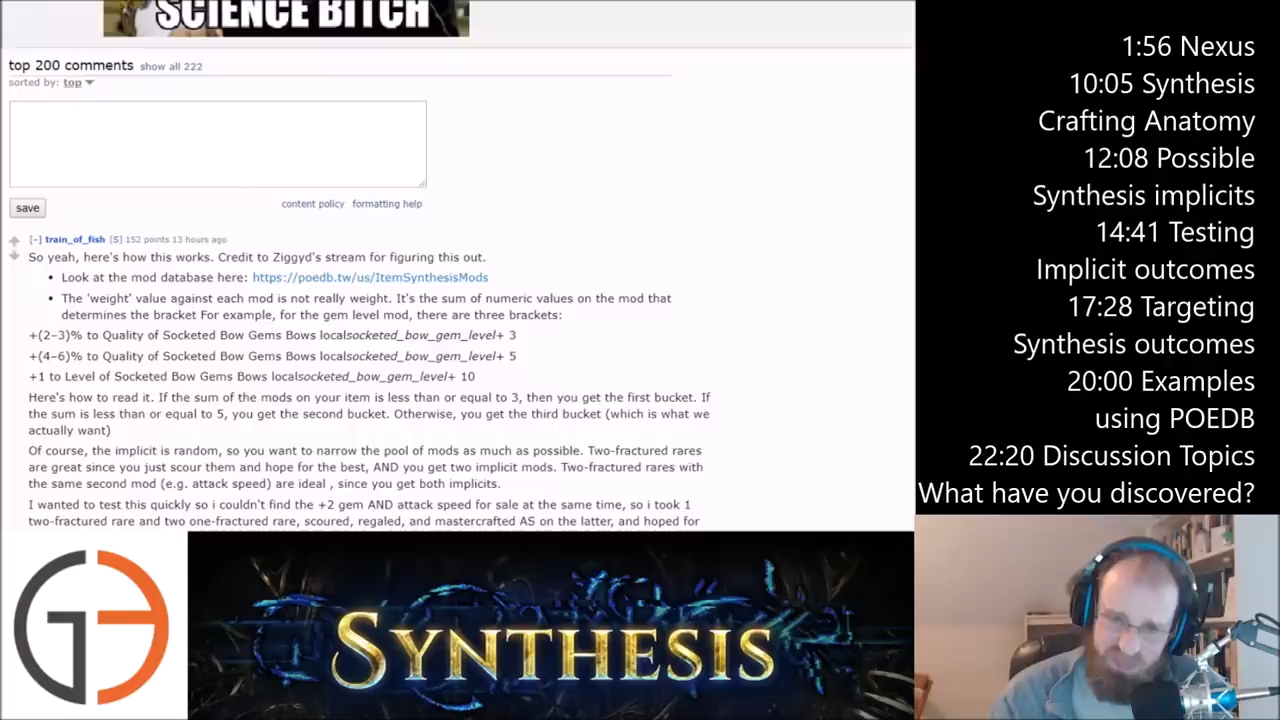 SCIENCE BITCH
top 200 comments show all 222
sorted by: top
save
content policy formatting help
[-] train_of_fish [S] 152 points 13 hours ago
So yeah, here's how this works. Credit to Ziggyd's stream for figuring this out.
• Look at the mod database here: https://poedb.tw/us/ItemSynthesisMods
• The 'weight' value against each mod is not really weight. It's the sum of numeric values on the mod that
determines the bracket For example, for the gem level mod, there are three brackets:
+(2–3)% to Quality of Socketed Bow Gems Bows localsocketed_bow_gem_level+ 3
+(4–6)% to Quality of Socketed Bow Gems Bows localsocketed_bow_gem_level+ 5
+1 to Level of Socketed Bow Gems Bows localsocketed_bow_gem_level+ 10
Here's how to read it. If the sum of the mods on your item is less than or equal to 3, then you get the first bucket. If
the sum is less than or equal to 5, you get the second bucket. Otherwise, you get the third bucket (which is what we
actually want)
Of course, the implicit is random, so you want to narrow the pool of mods as much as possible. Two-fractured rares
are great since you just scour them and hope for the best, AND you get two implicit mods. Two-fractured rares with
the same second mod (e.g. attack speed) are ideal , since you get both implicits.
I wanted to test this quickly so i couldn't find the +2 gem AND attack speed for sale at the same time, so i took 1
two-fractured rare and two one-fractured rare, scoured, regaled, and mastercrafted AS on the latter, and hoped for
1:56 Nexus
10:05 Synthesis
Crafting Anatomy
12:08 Possible
Synthesis implicits
14:41 Testing
Implicit outcomes
17:28 Targeting
Synthesis outcomes
20:00 Examples
using POEDB
22:20 Discussion Topics
What have you discovered?
GE
SYNTHESIS